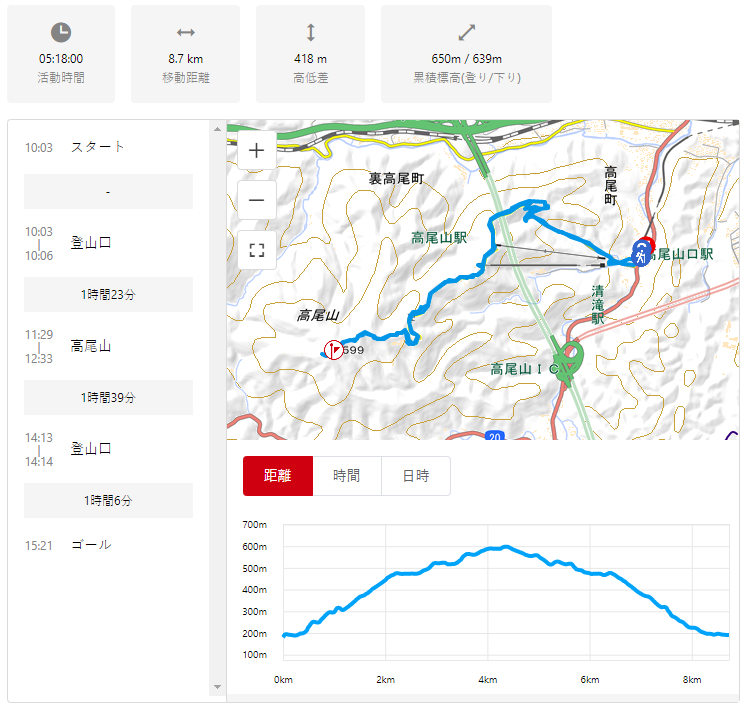 05:18:00
活動時間
8.7 km
移動距離
418 m
高低差
650m / 639m
累積標高(登り/下り)
10:03 スタート
-
10:03
|
10:06
登山口
1時間23分
11:29
|
12:33
高尾山
1時間39分
14:13
|
14:14
登山口
1時間6分
15:21 ゴール
+
−
裏高尾町
高尾町
高尾山駅
尾山口駅
清滝駅
高尾山
599
高尾山IC
20
距離
時間
日時
700m
600m
500m
400m
300m
200m
100m
0km
2km
4km
6km
8km